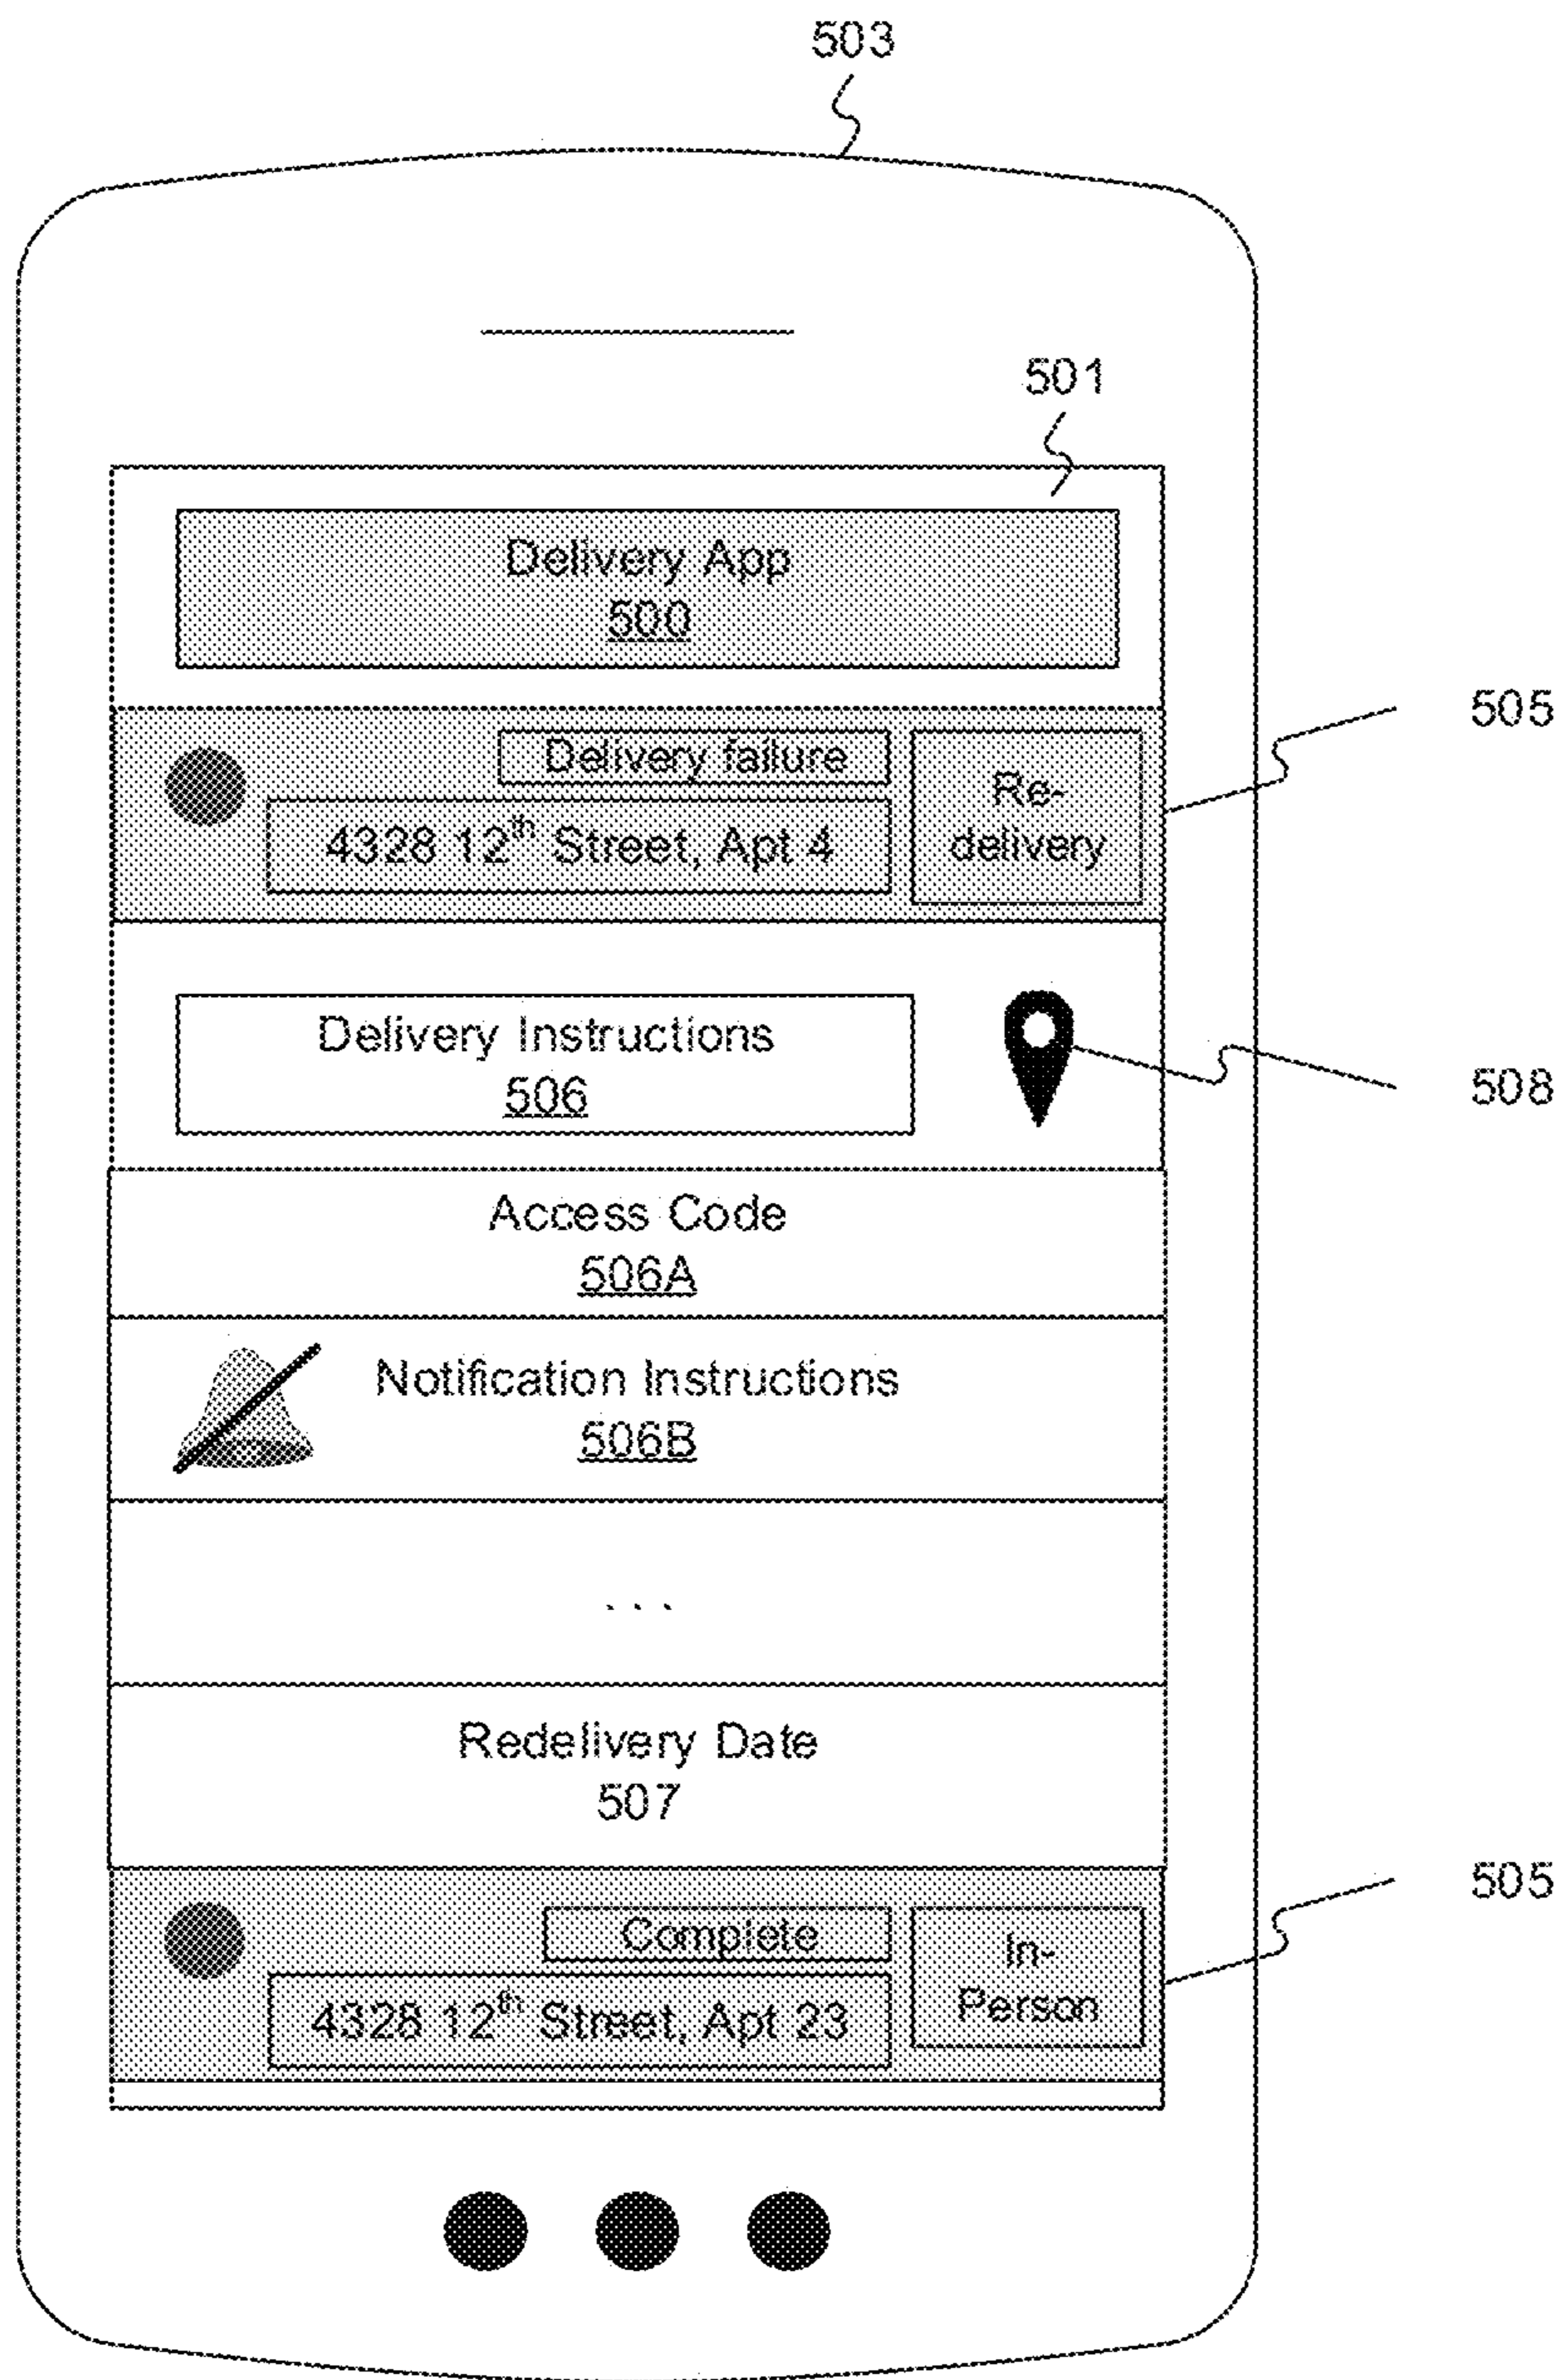 503
501
Delivery App
500
505
Delivery failure
4328 12th Street, Apt 4
Re-
delivery
Delivery Instructions
506
508
Access Code
506A
Notification Instructions
506B
...
Redelivery Date
507
505
Complete
4328 12th Street, Apt 23
In-
Person